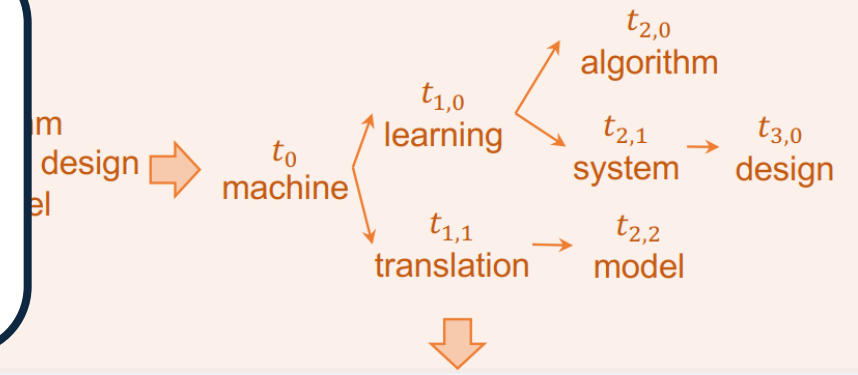 design
t0
machine
t1,0
learning
t2,0
algorithm
t2,1
system
t3,0
design
t1,1
translation
t2,2
model